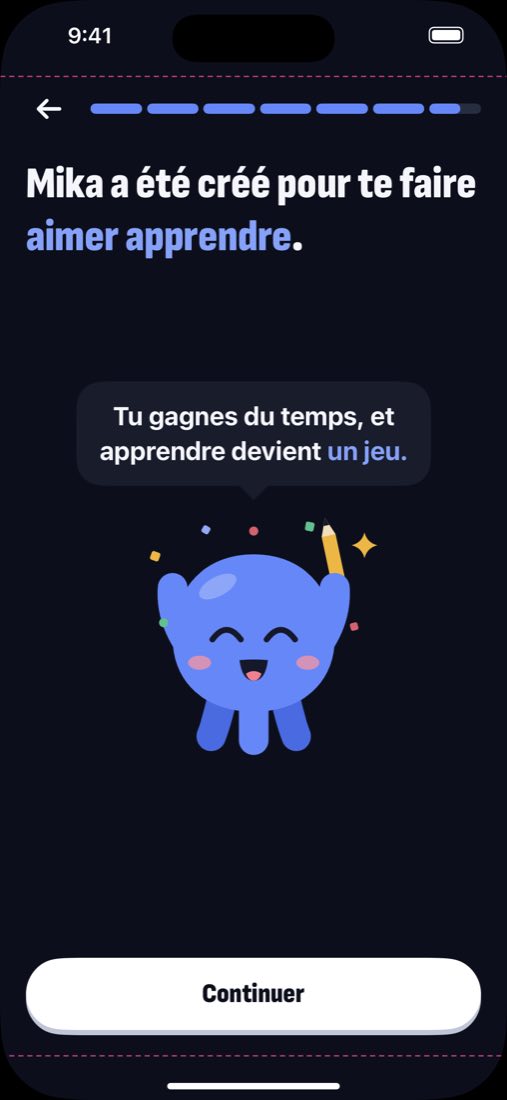 9:41
Mika a été créé pour te faire
aimer apprendre.
Tu gagnes du temps, et
apprendre devient un jeu.
Continuer